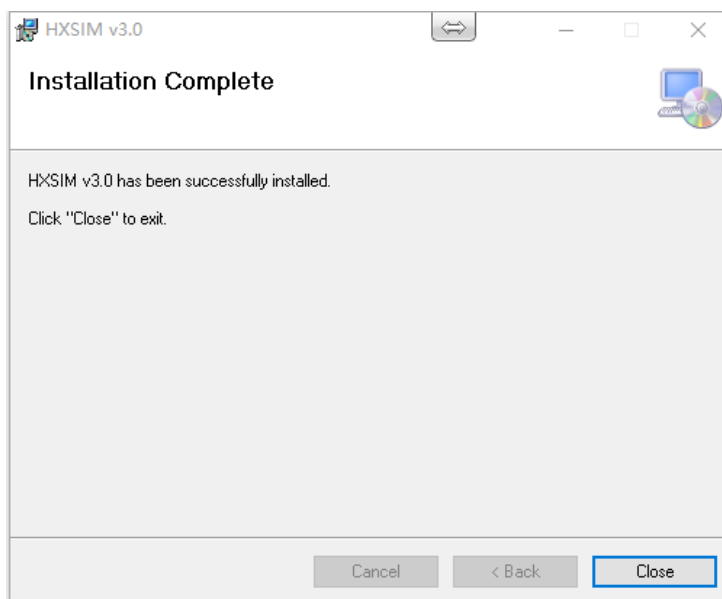 HXSIM v3.0
Installation Complete
HXSIM v3.0 has been successfully installed.
Click "Close" to exit.
Cancel
< Back
Close